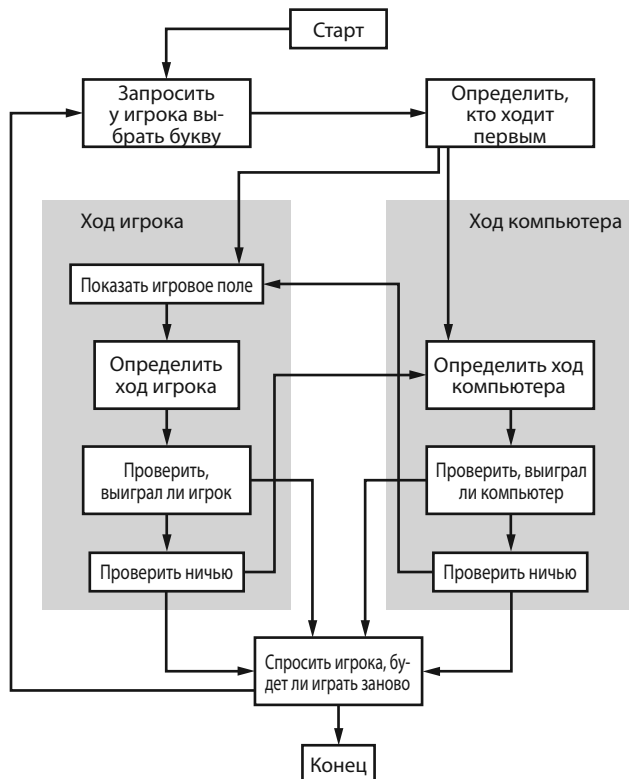 Старт
Запросить
у игрока вы-
брать букву
Определить,
кто ходит
первым
Ход игрока
Показать игровое поле
Определить
ход игрока
Проверить,
выиграл ли игрок
Проверить ничью
Ход компьютера
Определить ход
компьютера
Проверить, выиграл
ли компьютер
Проверить ничью
Спросить игрока, бу-
дет ли играть заново
Конец